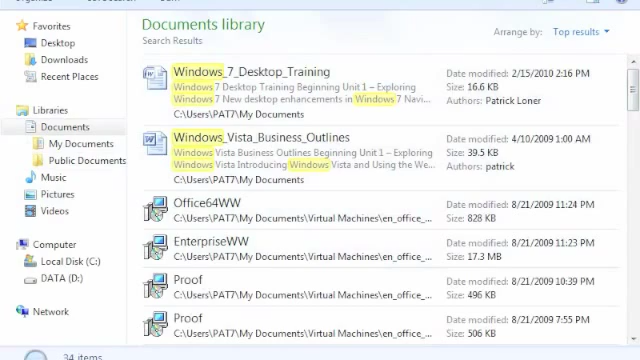 Documents library
Search Results
Arrange by: Top results
Favorites
Desktop
Downloads
Recent Places
Libraries
Documents
My Documents
Public Documents
Music
Pictures
Videos
Computer
Local Disk (C:)
DATA (D:)
Network
Windows_7_Desktop_Training
Windows 7 Desktop Training Beginning Unit 1 – Exploring
Windows 7 New desktop enhancements in Windows 7 Navi...
C:\Users\PAT7\My Documents
Date modified: 2/15/2010 2:16 PM
Size: 16.6 KB
Authors: Patrick Loner
Windows_Vista_Business_Outlines
Windows Vista Business Outlines Beginning Unit 1 – Exploring
Windows Vista Introducing Windows Vista and Using the We...
C:\Users\PAT7\My Documents
Date modified: 4/10/2009 1:00 AM
Size: 39.5 KB
Authors: patrick
Office64WW
C:\Users\PAT7\My Documents\Virtual Machines\en_office_...
Date modified: 8/21/2009 11:24 PM
Size: 828 KB
EnterpriseWW
C:\Users\PAT7\My Documents\Virtual Machines\en_office_...
Date modified: 8/21/2009 11:23 PM
Size: 17.3 MB
Proof
C:\Users\PAT7\My Documents\Virtual Machines\en_office_...
Date modified: 8/21/2009 10:39 PM
Size: 496 KB
Proof
C:\Users\PAT7\My Documents\Virtual Machines\en_office_...
Date modified: 8/21/2009 7:55 PM
Size: 506 KB
34 items